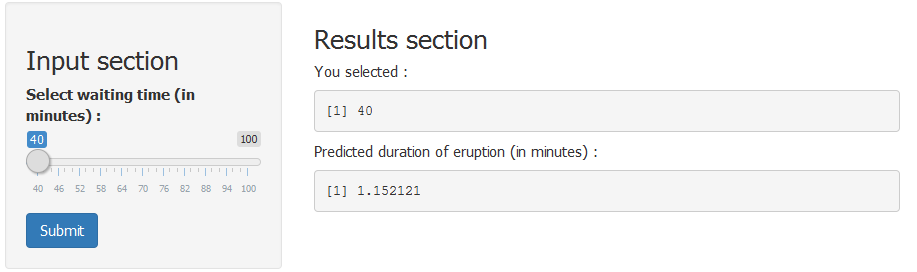 Input section
Select waiting time (in
minutes) :
40 100
40 46 52 58 64 70 76 82 88 94 100
Submit
Results section
You selected :
[1] 40
Predicted duration of eruption (in minutes) :
[1] 1.152121